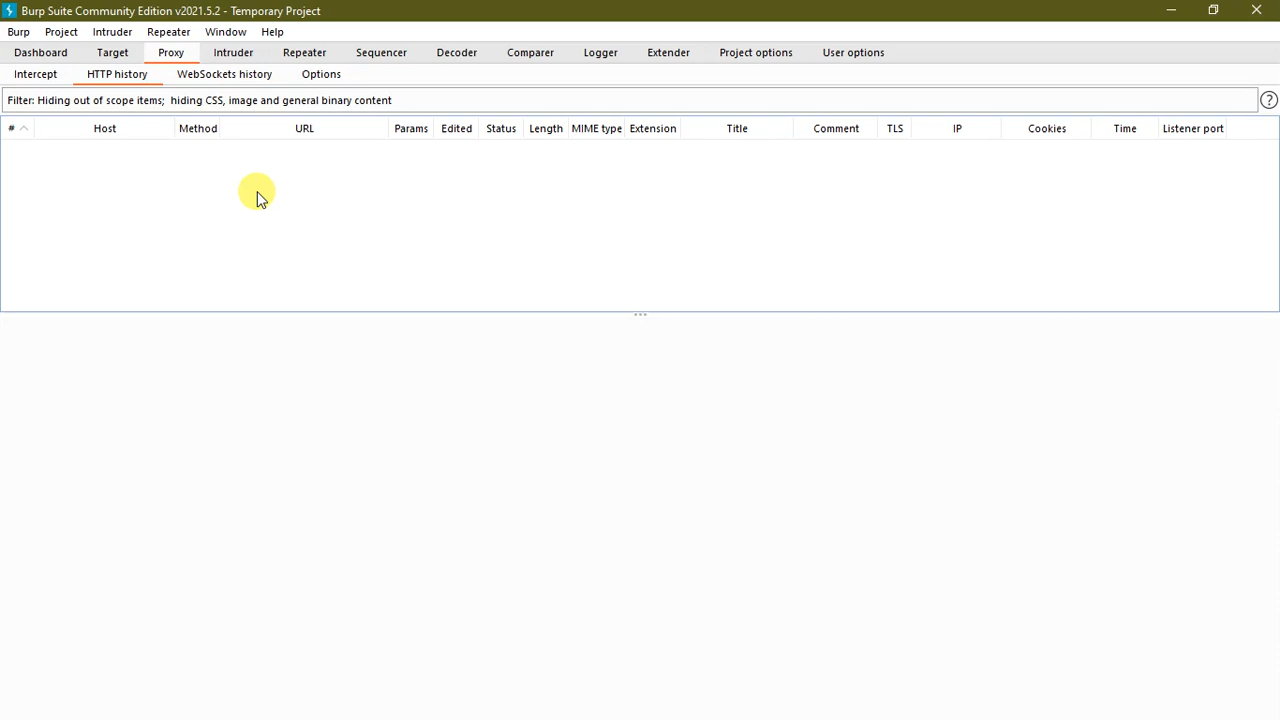 Burp Suite Community Edition v2021.5.2 - Temporary Project
Burp Project Intruder Repeater Window Help
Dashboard Target Proxy Intruder Repeater Sequencer Decoder Comparer Logger Extender Project options User options
Intercept HTTP history WebSockets history Options
Filter: Hiding out of scope items; hiding CSS, image and general binary content ?
# Host Method URL Params Edited Status Length MIME type Extension Title Comment TLS IP Cookies Time Listener port